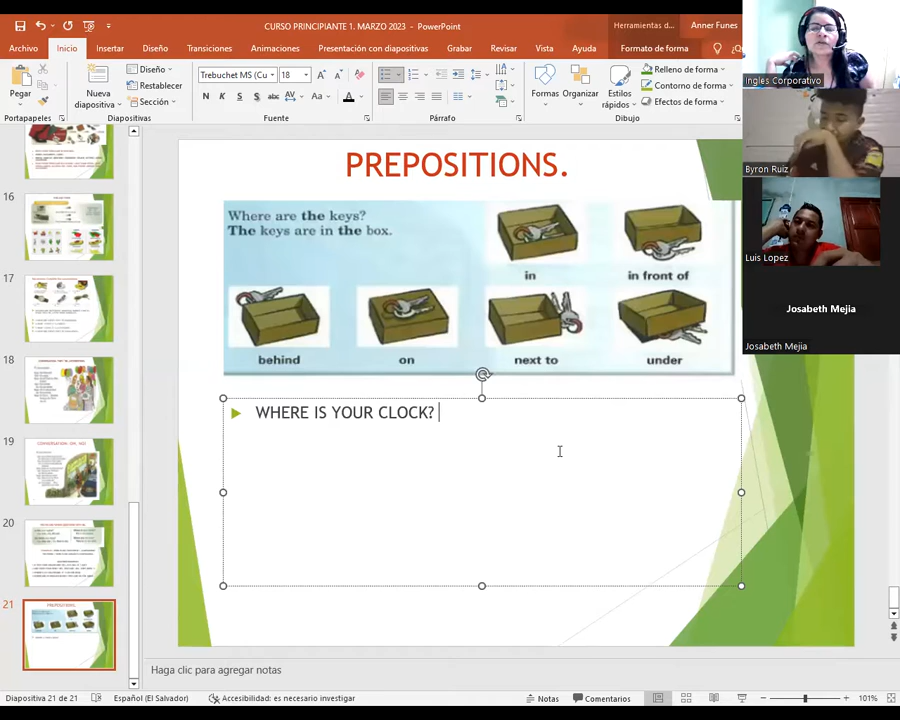 CURSO PRINCIPIANTE 1. MARZO 2023 - PowerPoint
Herramientas d...
Anner Funes
Archivo
Inicio
Insertar
Diseño
Transiciones
Animaciones
Presentación con diapositivas
Grabar
Revisar
Vista
Ayuda
Formato de forma
Pegar
Portapapeles
Nueva
diapositiva
Diseño
Restablecer
Sección
Diapositivas
Trebuchet MS (Cu
18
N
K
S
S
abc
AV
Aa
A
Fuente
Párrafo
Formas
Organizar
Estilos
rápidos
Relleno de forma
Contorno de forma
Efectos de forma
Dibujo
Ingles Corporativo
Byron Ruiz
Luis Lopez
Josabeth Mejia
Josabeth Mejia
16
17
18
19
20
21
PREPOSITIONS.
Where are the keys?
The keys are in the box.
in
in front of
behind
on
next to
under
WHERE IS YOUR CLOCK?
Haga clic para agregar notas
Diapositiva 21 de 21
Español (El Salvador)
Accesibilidad: es necesario investigar
Notas
Comentarios
101%